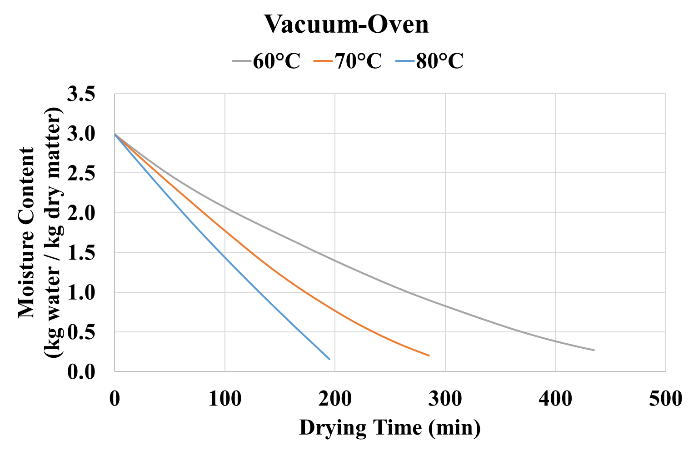 Vacuum-Oven
60°C 70°C 80°C
Moisture Content
(kg water / kg dry matter)
3.5
3.0
2.5
2.0
1.5
1.0
0.5
0.0
0 100 200 300 400 500
Drying Time (min)